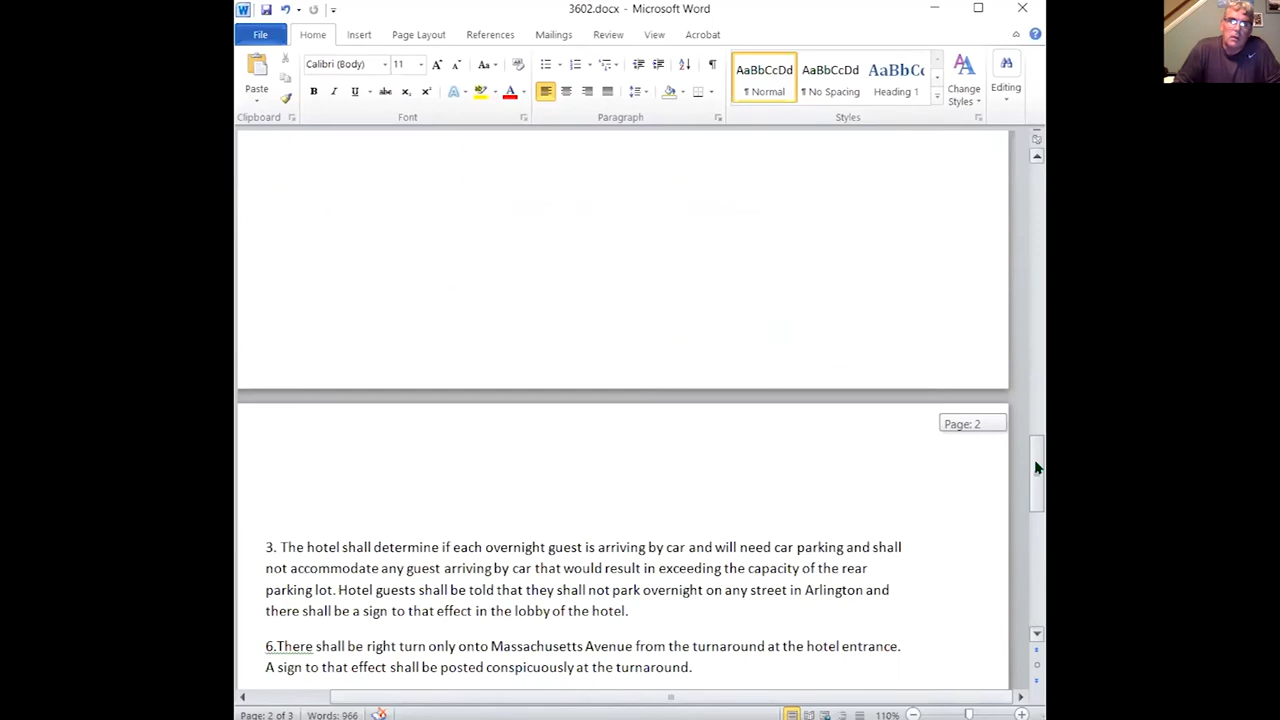 3602.docx - Microsoft Word
File Home Insert Page Layout References Mailings Review View Acrobat
Calibri (Body) 11
AaBbCcDd AaBbCcDd AaBbCc
Paste
¶ Normal ¶ No Spacing Heading 1
Change Styles
Editing
Clipboard Font Paragraph Styles
Page: 2
3. The hotel shall determine if each overnight guest is arriving by car and will need car parking and shall
not accommodate any guest arriving by car that would result in exceeding the capacity of the rear
parking lot. Hotel guests shall be told that they shall not park overnight on any street in Arlington and
there shall be a sign to that effect in the lobby of the hotel.
6.There shall be right turn only onto Massachusetts Avenue from the turnaround at the hotel entrance.
A sign to that effect shall be posted conspicuously at the turnaround.
Page: 2 of 3 Words: 966 110%